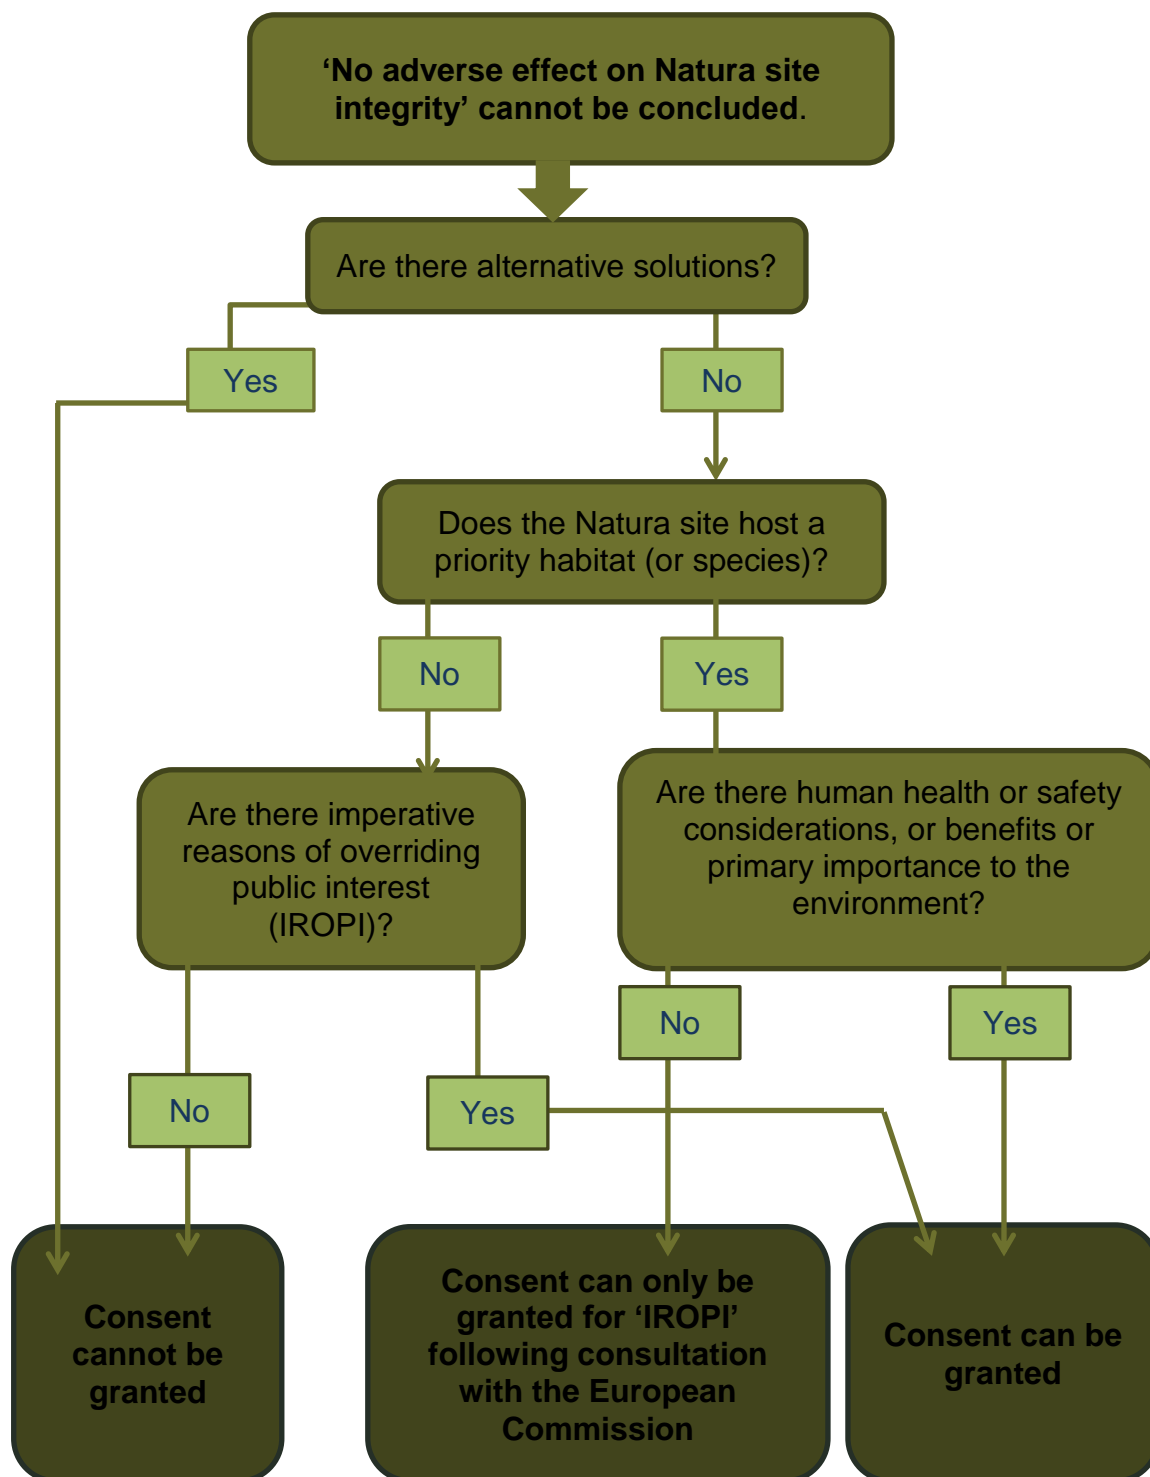 ‘No adverse effect on Natura site
integrity’ cannot be concluded.
Are there alternative solutions?
Yes
No
Does the Natura site host a
priority habitat (or species)?
No
Yes
Are there imperative
reasons of overriding
public interest
(IROPI)?
Are there human health or safety
considerations, or benefits or
primary importance to the
environment?
No
Yes
No
Yes
Consent
cannot be
granted
Consent can only be
granted for ‘IROPI’
following consultation
with the European
Commission
Consent can be
granted